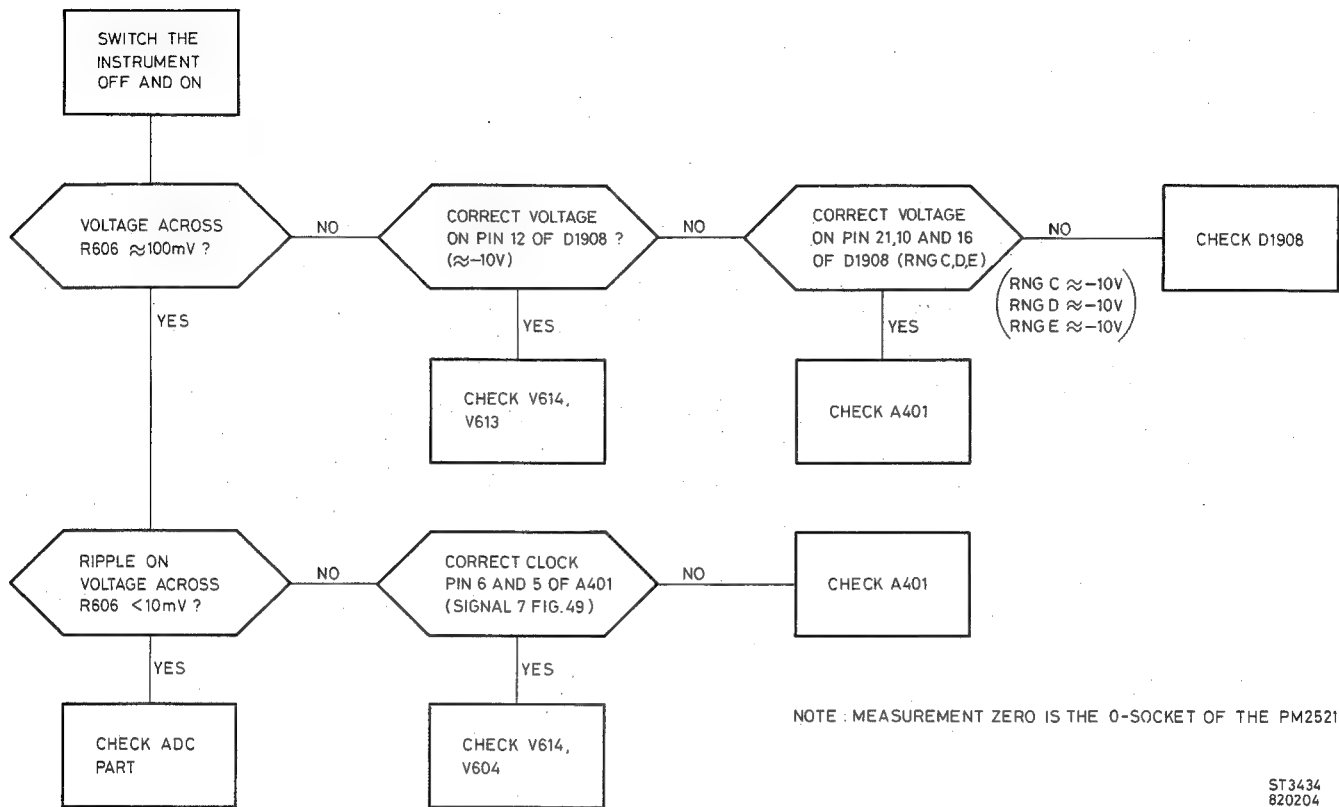 SWITCH THE
INSTRUMENT
OFF AND ON
VOLTAGE ACROSS
R606 ≈100mV ?
NO
CORRECT VOLTAGE
ON PIN 12 OF D1908 ?
(≈-10V)
NO
CORRECT VOLTAGE
ON PIN 21,10 AND 16
OF D1908 (RNG C,D,E)
NO
(RNG C ≈-10V
RNG D ≈-10V
RNG E ≈-10V)
CHECK D1908
YES
YES
YES
CHECK V614,
V613
CHECK A401
RIPPLE ON
VOLTAGE ACROSS
R606 <10mV ?
NO
CORRECT CLOCK
PIN 6 AND 5 OF A401
(SIGNAL 7 FIG.49)
NO
CHECK A401
YES
YES
CHECK ADC
PART
CHECK V614,
V604
NOTE : MEASUREMENT ZERO IS THE 0-SOCKET OF THE PM2521
ST3434
820204